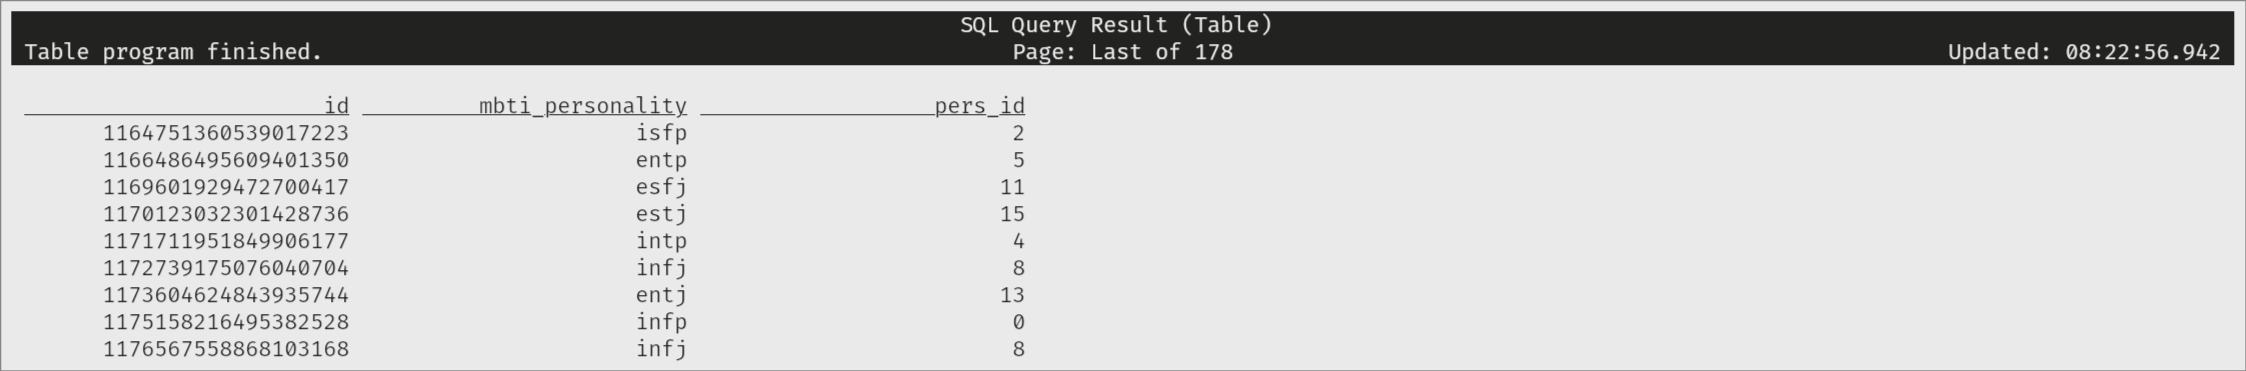 SQL Query Result (Table)
Table program finished. Page: Last of 178 Updated: 08:22:56.942
id mbti_personality pers_id
1164751360539017223 isfp 2
1166486495609401350 entp 5
1169601929472700417 esfj 11
1170123032301428736 estj 15
1171711951849906177 intp 4
1172739175076040704 infj 8
1173604624843935744 entj 13
1175158216495382528 infp 0
1176567558868103168 infj 8